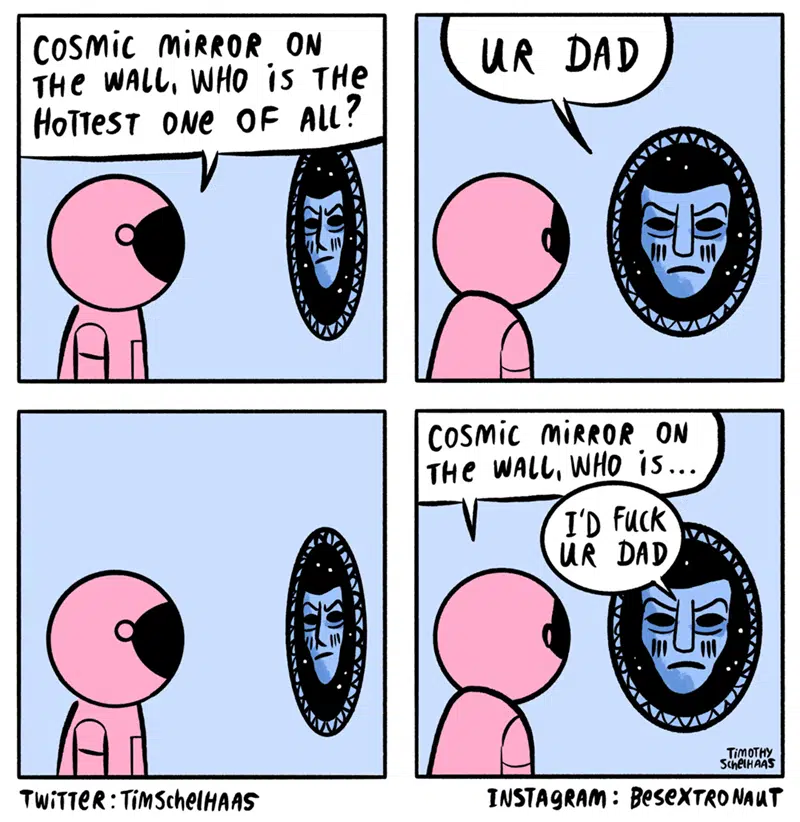 COSMIC MIRROR ON
THE WALL, WHO IS THE
HOTTEST ONE OF ALL?
UR DAD
COSMIC MIRROR ON
THE WALL, WHO IS...
I'D FUCK
UR DAD
TIMOTHY
SCHELHAAS
TWITTER: TIMSCHELHAAS
INSTAGRAM: BESEXTRONAUT